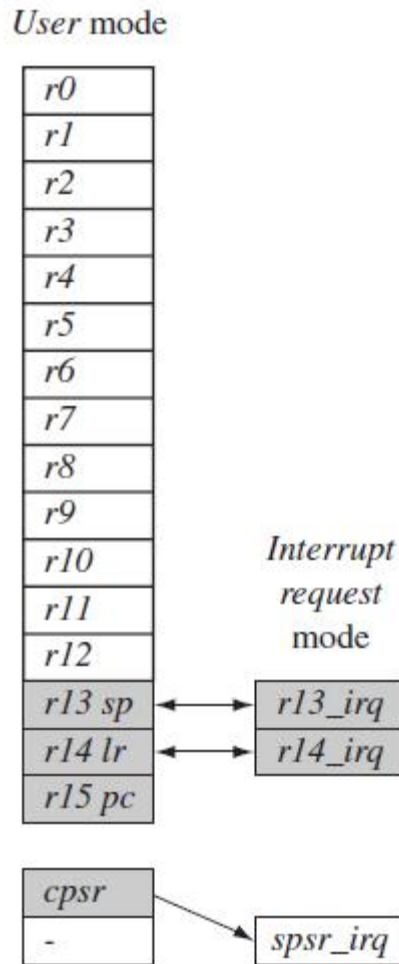 User mode
r0
r1
r2
r3
r4
r5
r6
r7
r8
r9
r10
r11
r12
r13 sp
r14 lr
r15 pc
cpsr
-
Interrupt
request
mode
r13_irq
r14_irq
spsr_irq